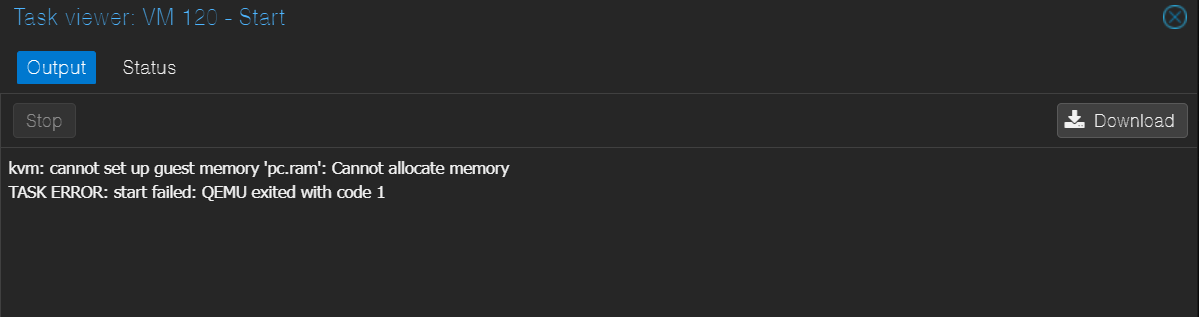 Task viewer: VM 120 - Start
Output Status
Stop Download
kvm: cannot set up guest memory 'pc.ram': Cannot allocate memory
TASK ERROR: start failed: QEMU exited with code 1